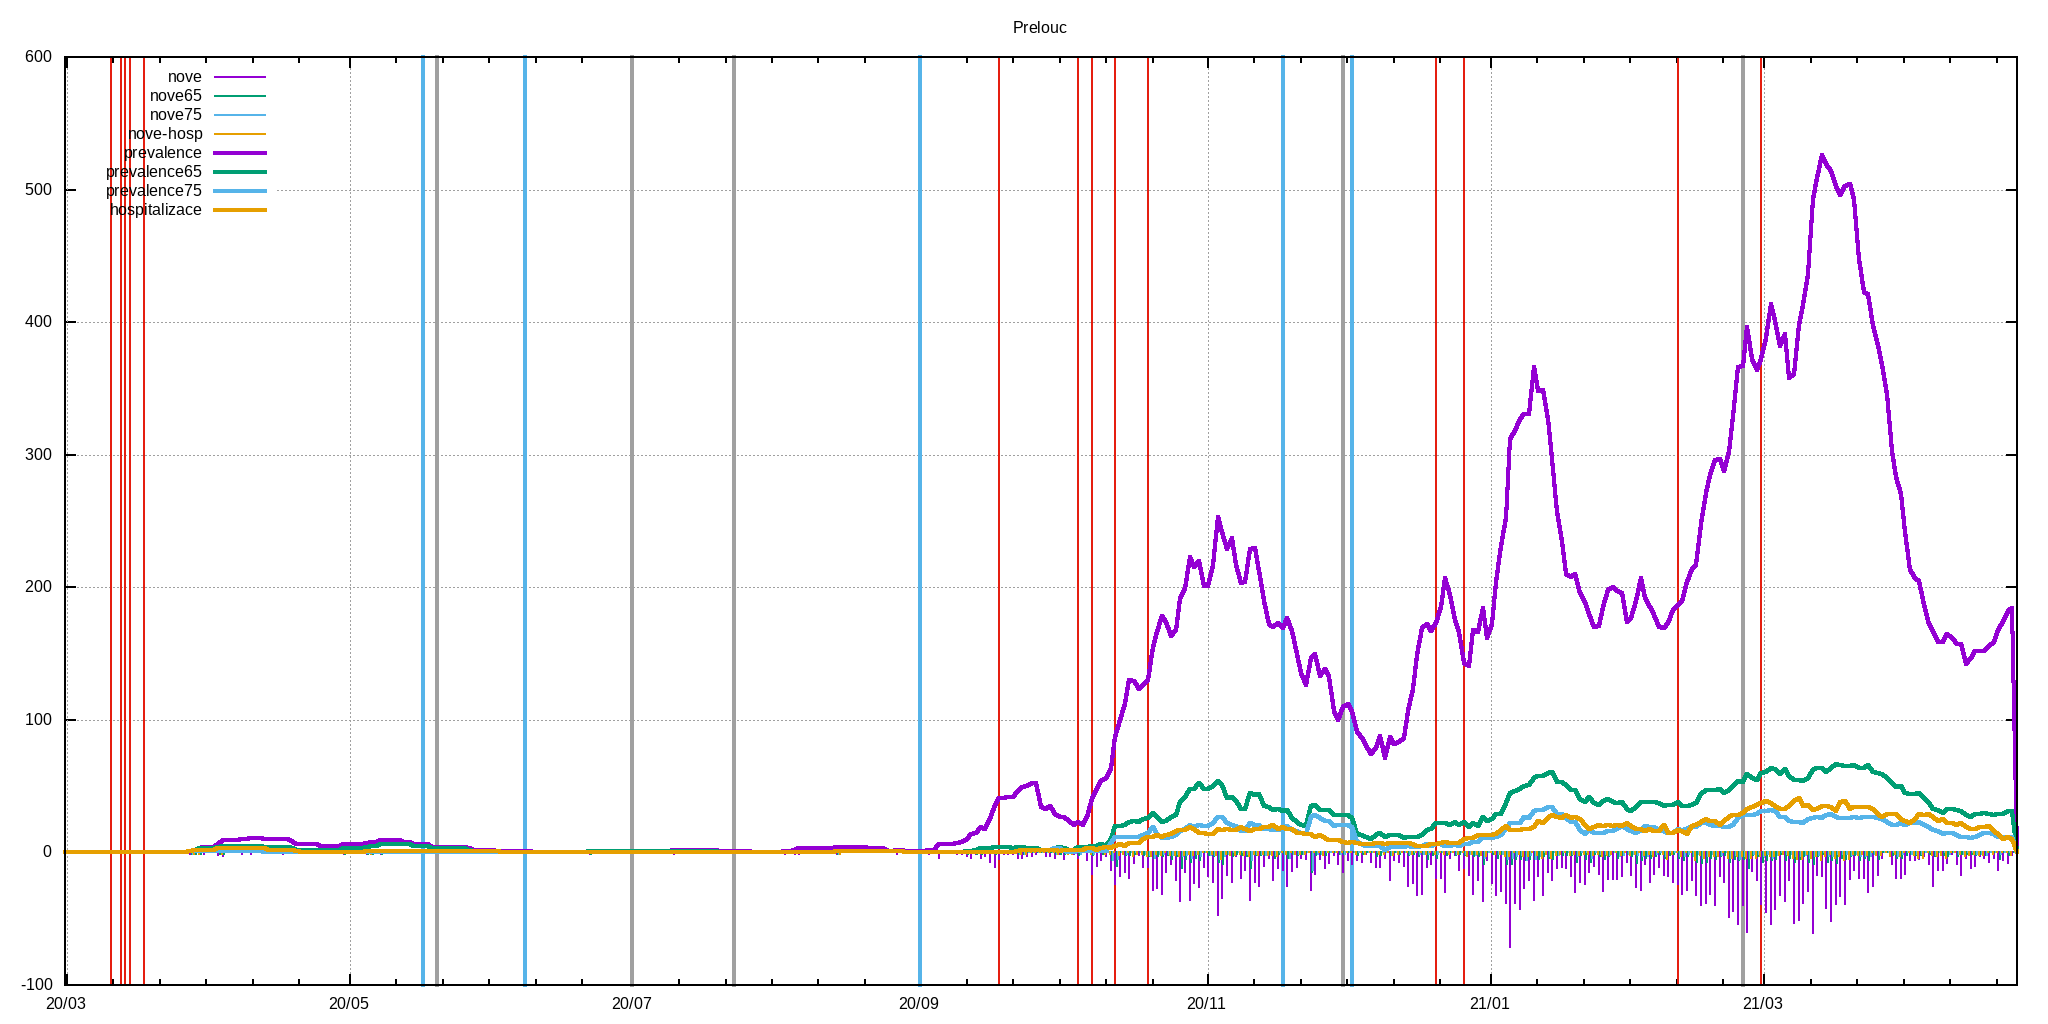 Prelouc
600
500
400
300
200
100
0
-100
nove
nove65
nove75
nove-hosp
prevalence
prevalence65
prevalence75
hospitalizace
20/03 20/05 20/07 20/09 20/11 21/01 21/03